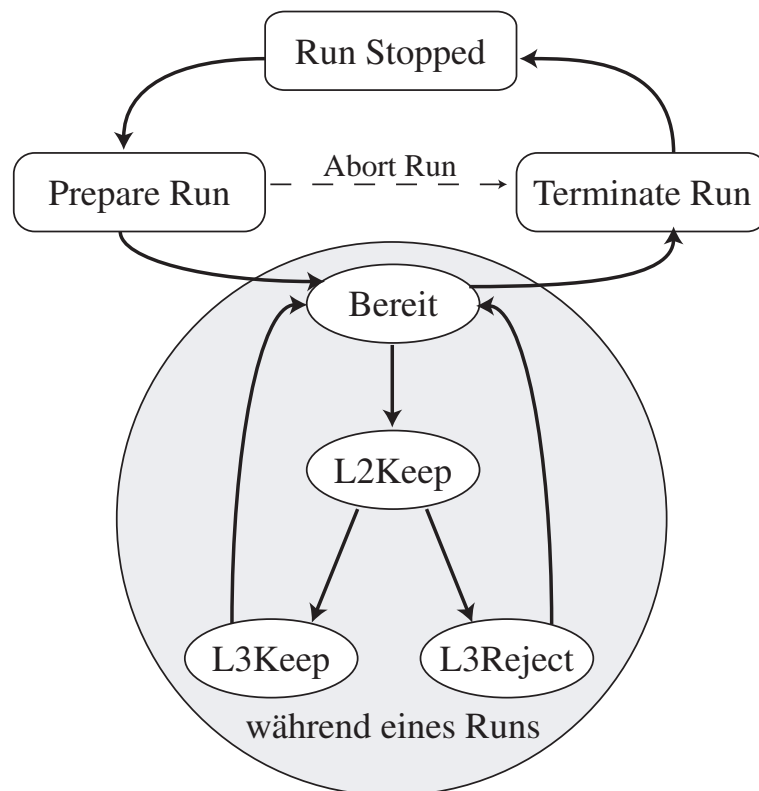 Run Stopped
Abort Run
Prepare Run
Terminate Run
Bereit
L2Keep
L3Keep
L3Reject
während eines Runs